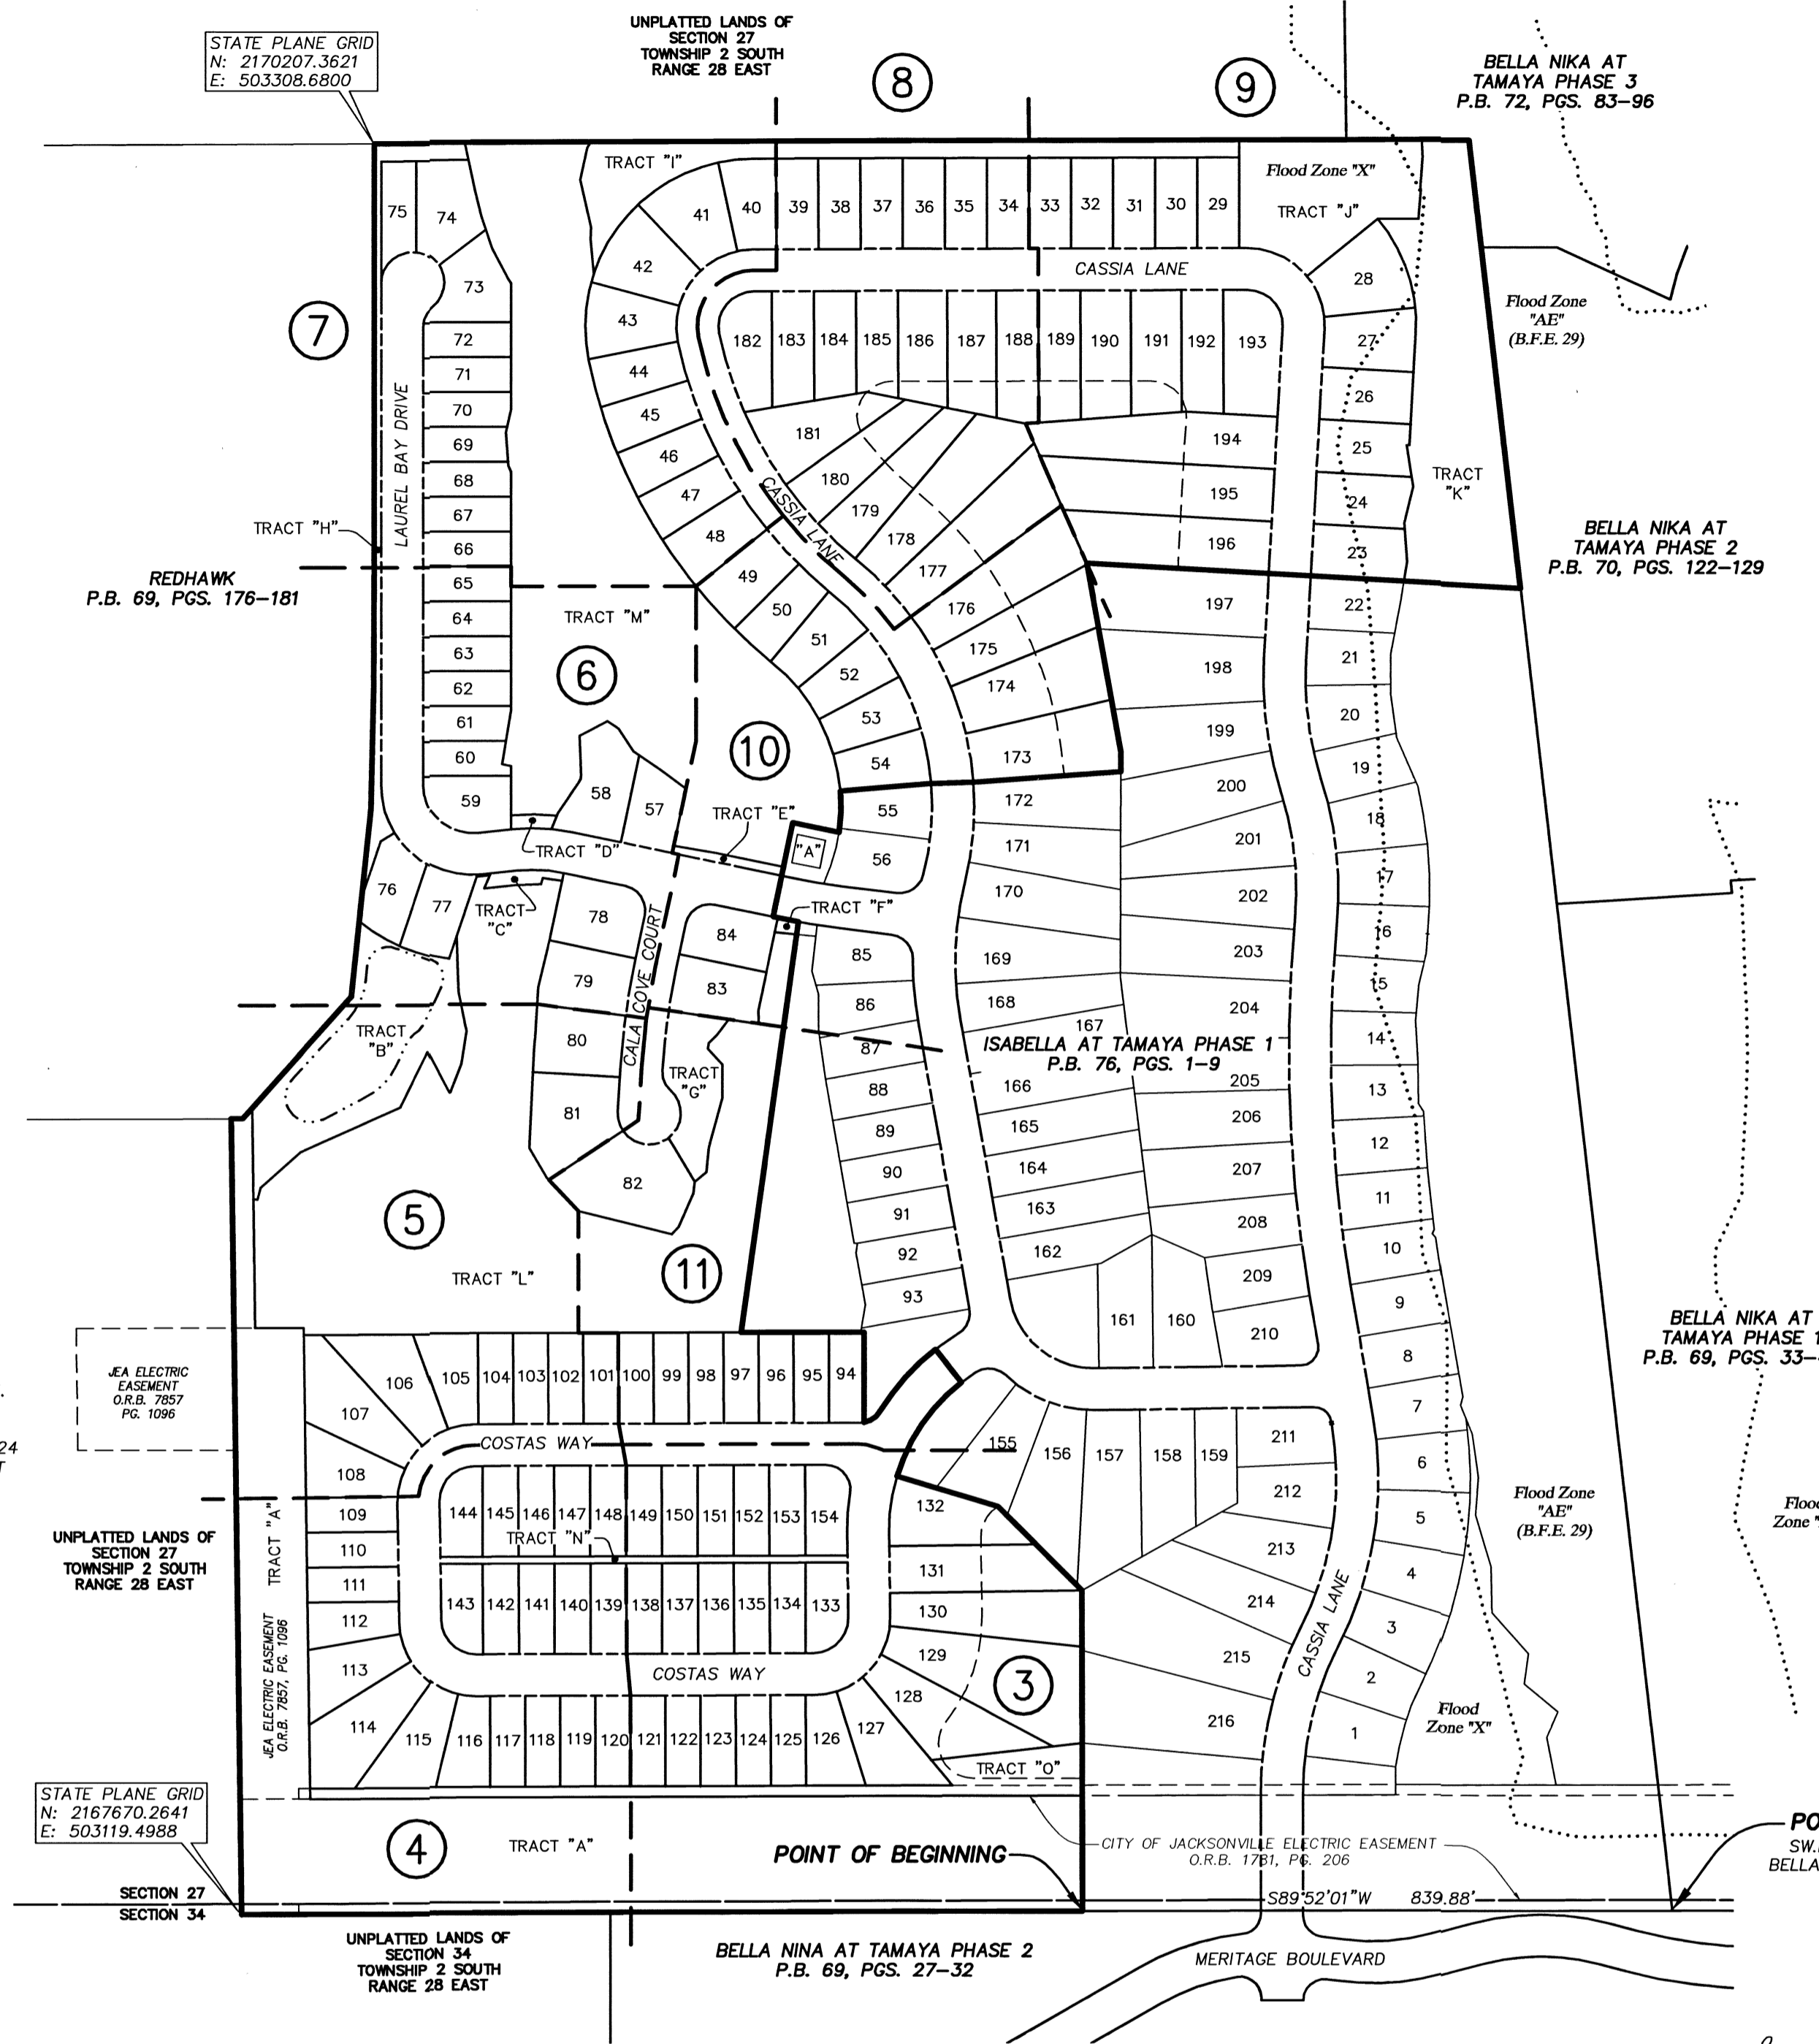 UNPLATTED LANDS OF
SECTION 27
TOWNSHIP 2 SOUTH
RANGE 28 EAST
STATE PLANE GRID
N: 2170207.3621
E: 503308.6800
8
9
BELLA NIKA AT
TAMAYA PHASE 3
P.B. 72, PGS. 83–96
TRACT "I"
Flood Zone "X"
TRACT "J"
75
74
73
41
40
39
38
37
36
35
34
33
32
31
30
29
42
CASSIA LANE
28
7
43
Flood Zone
"AE"
(B.F.E. 29)
72
71
70
69
68
67
66
65
64
63
62
61
60
59
LAUREL BAY DRIVE
44
45
46
47
48
182
183
184
185
186
187
188
189
190
191
192
193
27
26
25
24
23
181
180
179
178
177
CASSIA LANE
194
195
196
TRACT
"K"
TRACT "H"
REDHAWK
P.B. 69, PGS. 176–181
BELLA NIKA AT
TAMAYA PHASE 2
P.B. 70, PGS. 122–129
TRACT "M"
6
49
50
51
52
53
54
176
175
174
173
197
198
199
22
21
20
10
58
57
TRACT "E"
55
56
"A"
TRACT "D"
172
171
170
169
168
167
200
201
202
203
204
19
18
17
16
15
14
76
77
TRACT
"C"
78
79
CALA COVE COURT
84
83
TRACT "F"
85
86
87
TRACT
"B"
80
81
82
TRACT
"G"
ISABELLA AT TAMAYA PHASE 1
P.B. 76, PGS. 1–9
88
89
90
91
92
93
166
165
164
163
162
161
160
205
206
207
208
209
210
13
12
11
10
9
8
7
6
5
4
3
2
1
5
TRACT "L"
11
BELLA NIKA AT
TAMAYA PHASE 1
P.B. 69, PGS. 33–
JEA ELECTRIC
EASEMENT
O.R.B. 7857
PG. 1096
106
105
104
103
102
101
100
99
98
97
96
95
94
107
108
COSTAS WAY
24
155
156
157
158
159
211
212
213
214
215
216
UNPLATTED LANDS OF
SECTION 27
TOWNSHIP 2 SOUTH
RANGE 28 EAST
TRACT "A"
JEA ELECTRIC EASEMENT
O.R.B. 7857, PG. 1096
109
110
111
112
113
114
144
145
146
147
148
149
150
151
152
153
154
TRACT "N"
143
142
141
140
139
138
137
136
135
134
133
132
131
130
129
128
COSTAS WAY
3
115
116
117
118
119
120
121
122
123
124
125
126
127
TRACT "O"
CASSIA LANE
Flood Zone
"AE"
(B.F.E. 29)
Flood
Zone "X"
STATE PLANE GRID
N: 2167670.2641
E: 503119.4988
4
TRACT "A"
POINT OF BEGINNING
CITY OF JACKSONVILLE ELECTRIC EASEMENT
O.R.B. 1781, PG. 206
SW.
BELLA
SECTION 27
SECTION 34
S89°52'01"W 839.88'
UNPLATTED LANDS OF
SECTION 34
TOWNSHIP 2 SOUTH
RANGE 28 EAST
BELLA NINA AT TAMAYA PHASE 2
P.B. 69, PGS. 27–32
MERITAGE BOULEVARD